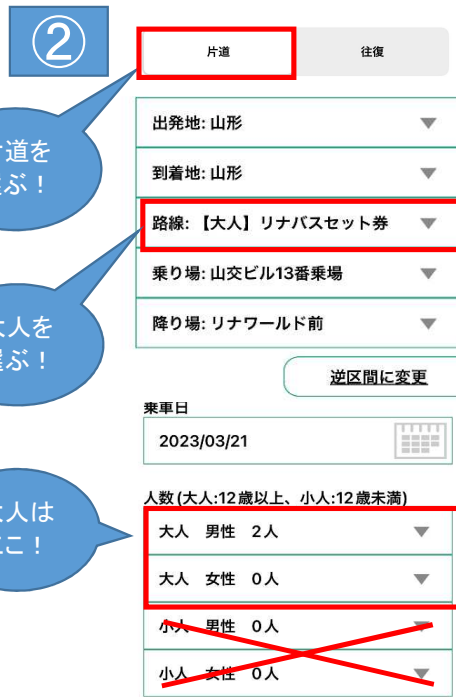 ②
片道
往復
出発地: 山形
到着地: 山形
路線: 【大人】リナバスセット券
乗り場: 山交ビル13番乗場
降り場: リナワールド前
逆区間に変更
乗車日
2023/03/21
人数(大人:12歳以上、小人:12歳未満)
大人 男性 2人
大人 女性 0人
小人 男性 0人
小人 女性 0人
片道を
選ぶ！
大人を
選ぶ！
大人は
ここ！